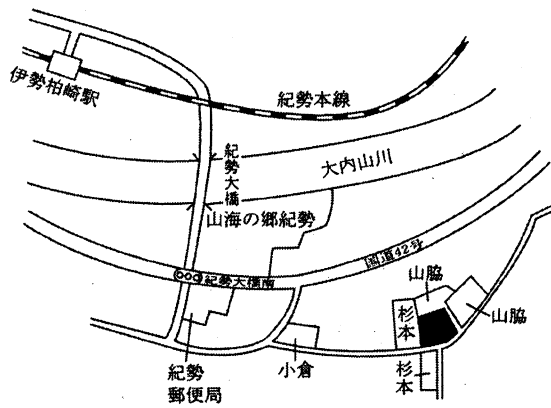 伊勢柏崎駅
紀勢本線
紀勢大橋
大内山川
山海の郷紀勢
国道42号
紀勢大橋南
山脇
杉本
山脇
紀勢
郵便局
小倉
杉本